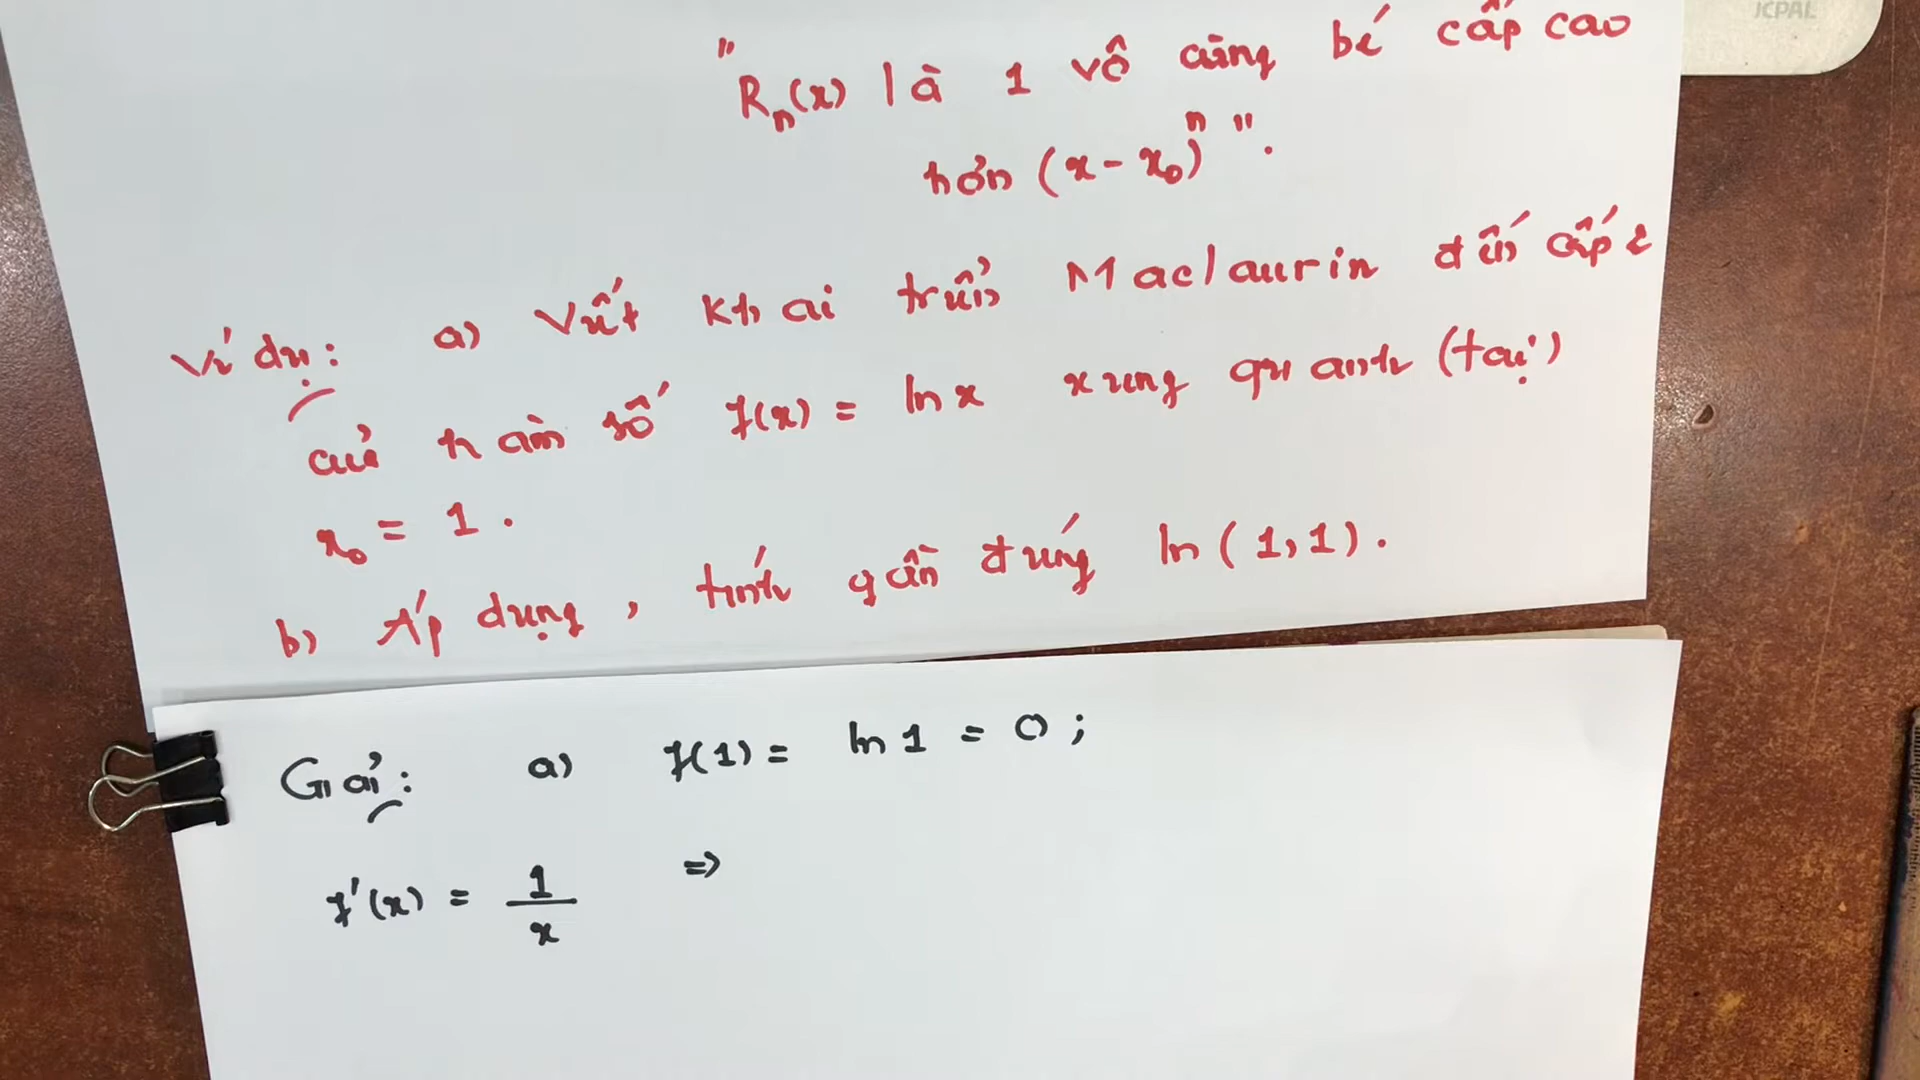 JCPAL
"Rₙ(x) là 1 vô cùng bé cấp cao
hơn (x - x₀)ⁿ".
Ví dụ: a) Viết khai triển Maclaurin đến cấp 2
của hàm số f(x) = ln x xung quanh (tại)
x₀ = 1.
b) Áp dụng, tính gần đúng ln(1,1).
Giải: a) f(1) = ln 1 = 0;
f'(x) = 1/x =>